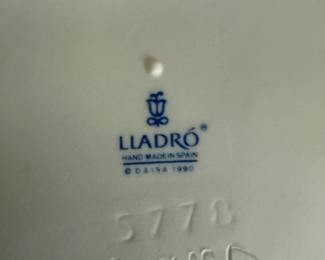 LLADRÓ®
HAND MADE IN SPAIN
© DAISA 1990
5778